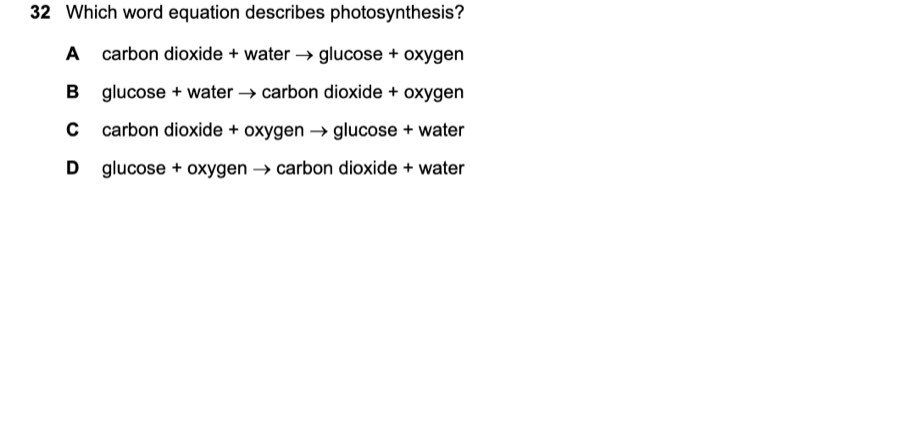 32 Which word equation describes photosynthesis?
A carbon dioxide + water → glucose + oxygen
B glucose + water → carbon dioxide + oxygen
C carbon dioxide + oxygen → glucose + water
D glucose + oxygen → carbon dioxide + water